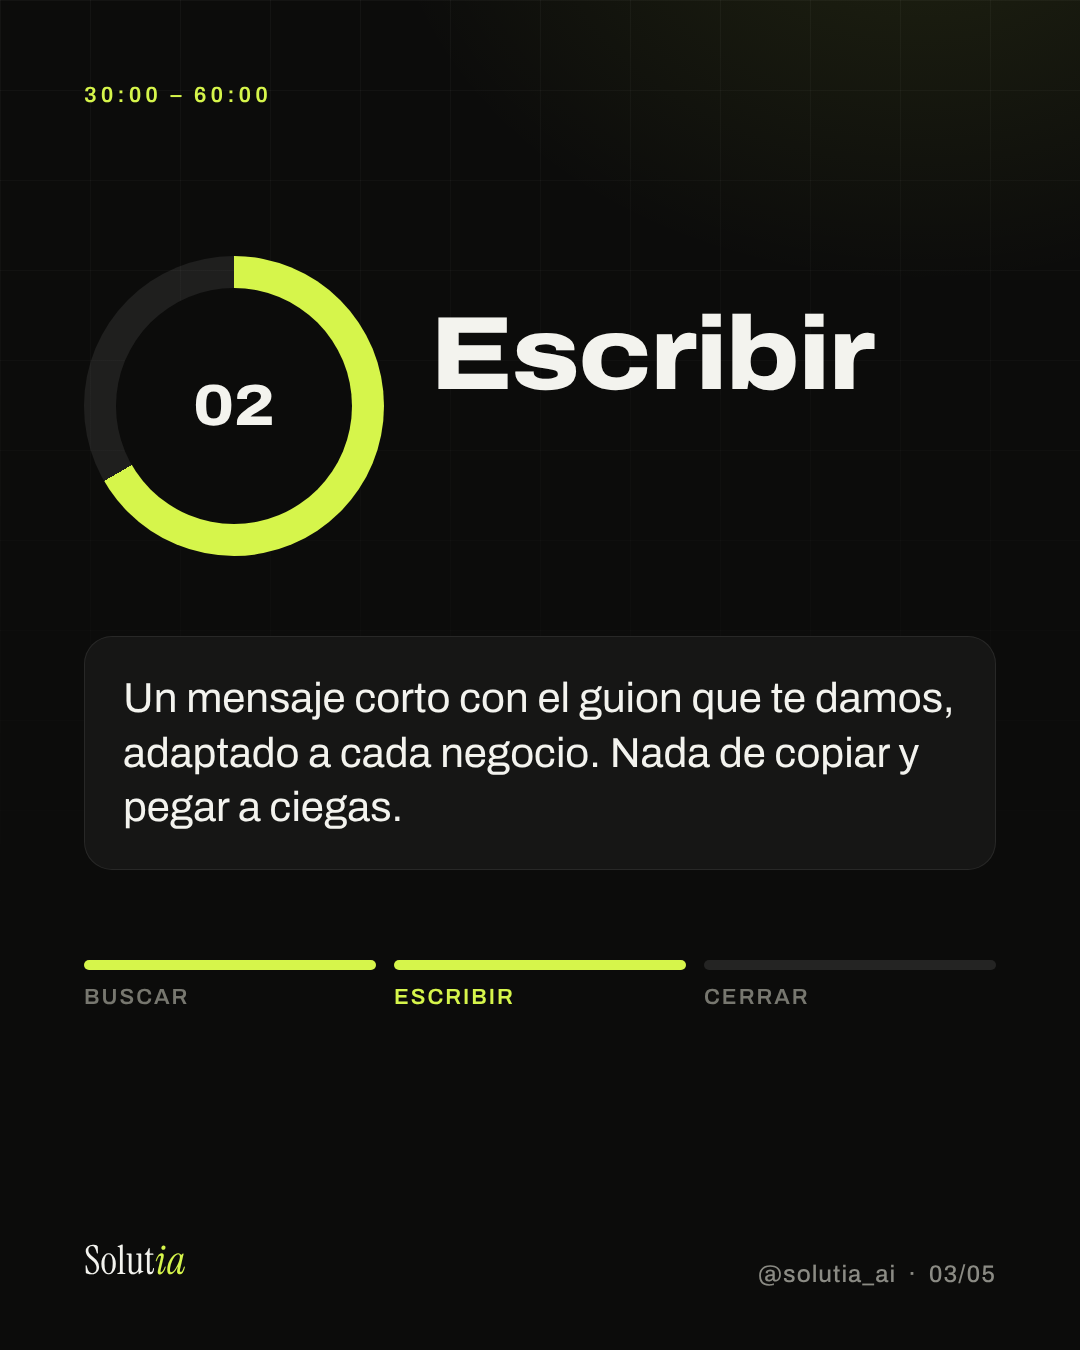 30:00 – 60:00
02
Escribir
Un mensaje corto con el guion que te damos,
adaptado a cada negocio. Nada de copiar y
pegar a ciegas.
BUSCAR
ESCRIBIR
CERRAR
Solutia
@solutia_ai · 03/05